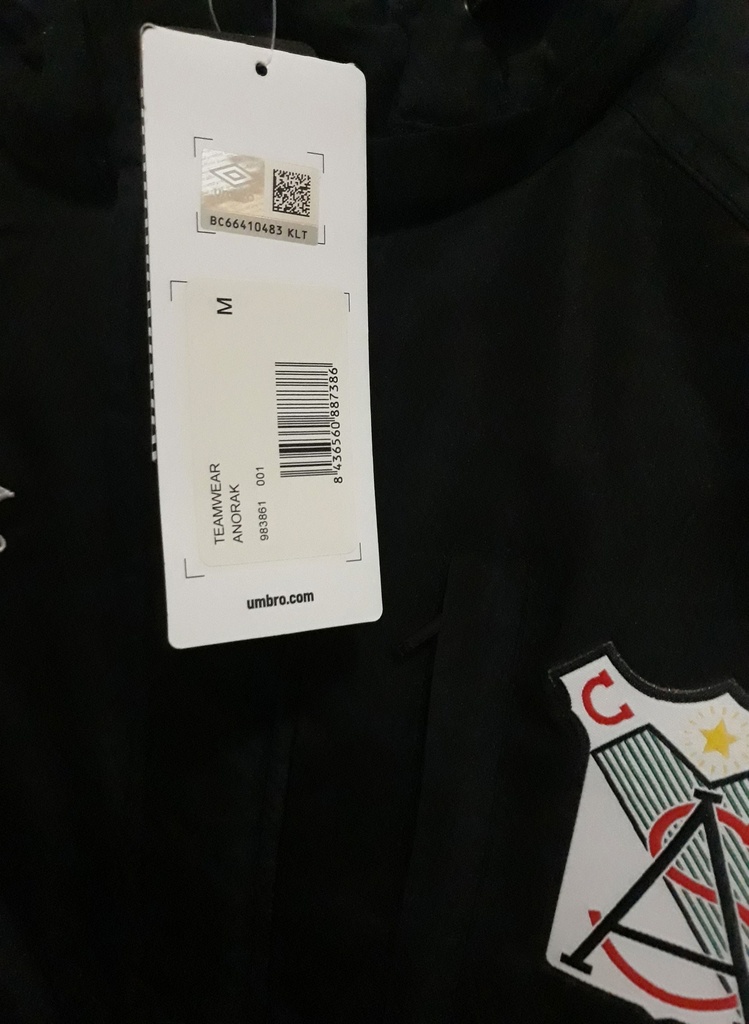 BC66410483 KLT
M
8 436560 887386
TEAMWEAR
ANORAK
983861 001
umbro.com
C
A S